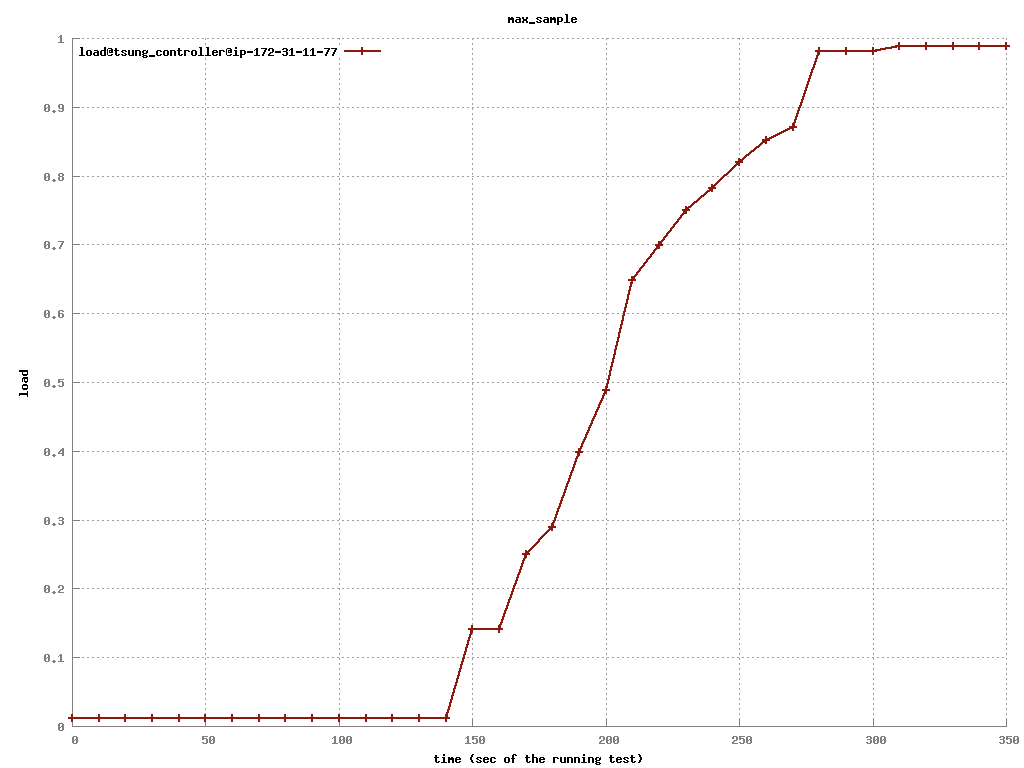 max_sample
load@tsung_controller@ip-172-31-11-77
1
0.9
0.8
0.7
0.6
0.5
0.4
0.3
0.2
0.1
0
load
0 50 100 150 200 250 300 350
time (sec of the running test)